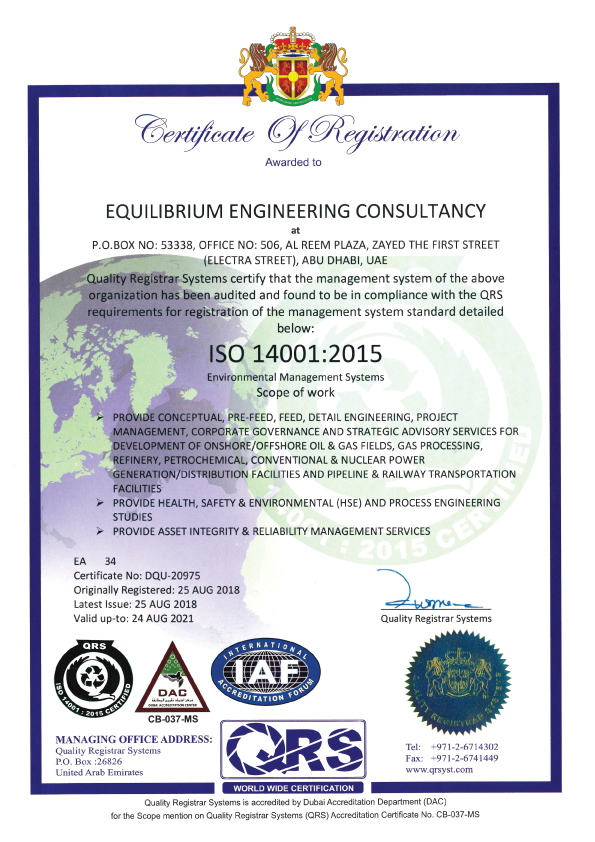 Certificate Of Registration
Awarded to
EQUILIBRIUM ENGINEERING CONSULTANCY
at
P.O.BOX NO: 53338, OFFICE NO: 506, AL REEM PLAZA, ZAYED THE FIRST STREET
(ELECTRA STREET), ABU DHABI, UAE
Quality Registrar Systems certify that the management system of the above
organization has been audited and found to be in compliance with the QRS
requirements for registration of the management system standard detailed
below:
ISO 14001:2015
Environmental Management Systems
Scope of work
➢ PROVIDE CONCEPTUAL, PRE-FEED, FEED, DETAIL ENGINEERING, PROJECT
MANAGEMENT, CORPORATE GOVERNANCE AND STRATEGIC ADVISORY SERVICES FOR
DEVELOPMENT OF ONSHORE/OFFSHORE OIL & GAS FIELDS, GAS PROCESSING,
REFINERY, PETROCHEMICAL, CONVENTIONAL & NUCLEAR POWER
GENERATION/DISTRIBUTION FACILITIES AND PIPELINE & RAILWAY TRANSPORTATION
FACILITIES
➢ PROVIDE HEALTH, SAFETY & ENVIRONMENTAL (HSE) AND PROCESS ENGINEERING
STUDIES
➢ PROVIDE ASSET INTEGRITY & RELIABILITY MANAGEMENT SERVICES
EA 34
Certificate No: DQU-20975
Originally Registered: 25 AUG 2018
Latest Issue: 25 AUG 2018
Valid up-to: 24 AUG 2021
Quality Registrar Systems
QRS
ISO 14001 : 2015 CERTIFIED
DAC
DUBAI ACCREDITATION CENTER
CB-037-MS
INTERNATIONAL
IAF
ACCREDITATION FORUM
QUALITY REGISTRAR SYSTEMS
MANAGING OFFICE ADDRESS:
Quality Registrar Systems
P.O. Box :26826
United Arab Emirates
QRS
WORLD WIDE CERTIFICATION
Tel: +971-2-6714302
Fax: +971-2-6741449
www.qrsyst.com
Quality Registrar Systems is accredited by Dubai Accreditation Department (DAC)
for the Scope mention on Quality Registrar Systems (QRS) Accreditation Certificate No. CB-037-MS